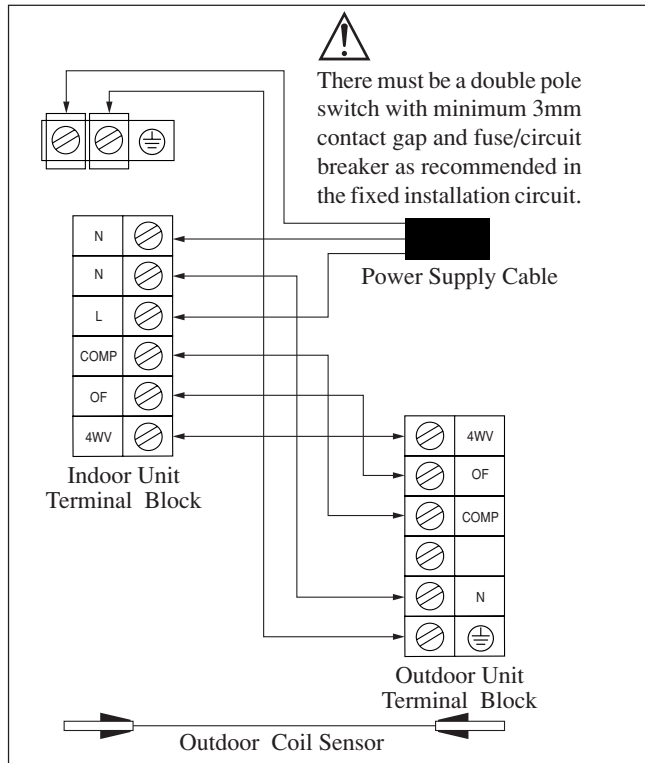 There must be a double pole
switch with minimum 3mm
contact gap and fuse/circuit
breaker as recommended in
the fixed installation circuit.
Power Supply Cable
N
N
L
COMP
OF
4WV
Indoor Unit
Terminal Block
4WV
OF
COMP
N
Outdoor Unit
Terminal Block
Outdoor Coil Sensor